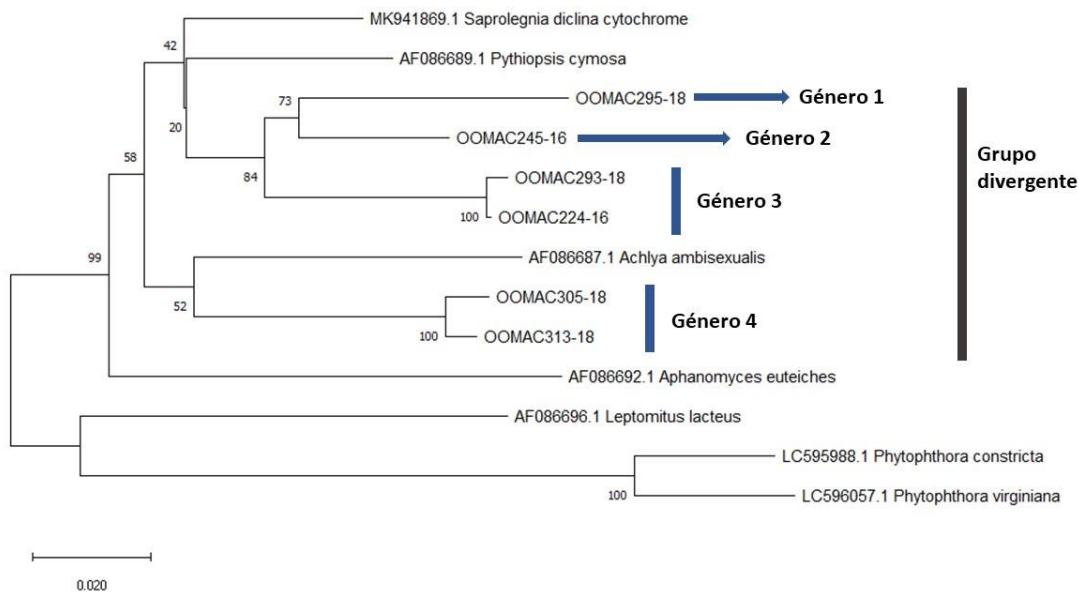 MK941869.1 Saprolegnia diclina cytochrome
42
AF086689.1 Pythiopsis cymosa
73
OOMAC295-18
Género 1
20
OOMAC245-16
Género 2
58
Grupo
divergente
84
OOMAC293-18
Género 3
100
OOMAC224-16
99
AF086687.1 Achlya ambisexualis
52
OOMAC305-18
Género 4
100
OOMAC313-18
AF086692.1 Aphanomyces euteiches
AF086696.1 Leptomitus lacteus
LC595988.1 Phytophthora constricta
100
LC596057.1 Phytophthora virginiana
0.020